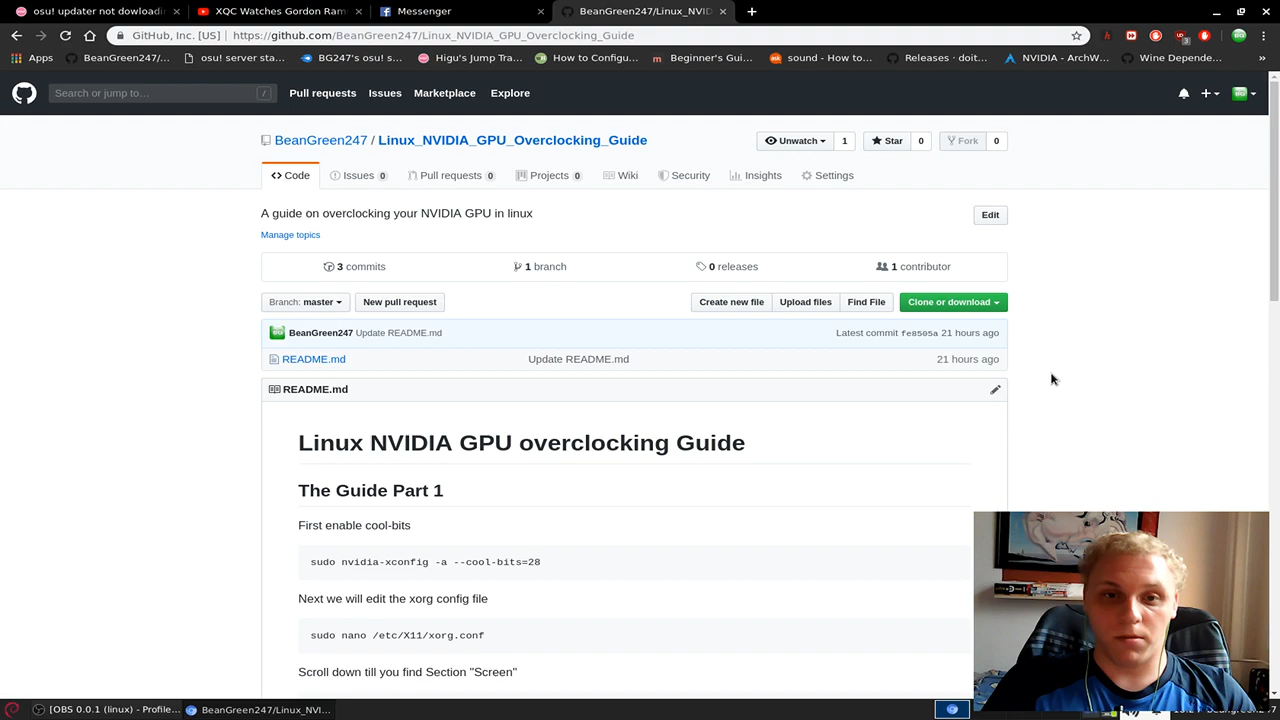 osu! updater not dowloadin
XQC Watches Gordon Ram
Messenger
BeanGreen247/Linux_NVID
GitHub, Inc. [US] https://github.com/BeanGreen247/Linux_NVIDIA_GPU_Overclocking_Guide
Apps
BeanGreen247/...
osu! server sta...
BG247's osu! s...
Higu's Jump Tra...
How to Configu...
Beginner's Gui...
sound - How to...
Releases · doit...
NVIDIA - ArchW...
Wine Depende...
»
Search or jump to...
/
Pull requests
Issues
Marketplace
Explore
BeanGreen247 / Linux_NVIDIA_GPU_Overclocking_Guide
Unwatch 1
Star 0
Fork 0
Code
Issues 0
Pull requests 0
Projects 0
Wiki
Security
Insights
Settings
A guide on overclocking your NVIDIA GPU in linux
Edit
Manage topics
3 commits
1 branch
0 releases
1 contributor
Branch: master
New pull request
Create new file
Upload files
Find File
Clone or download
BeanGreen247 Update README.md
Latest commit fe8505a 21 hours ago
README.md
Update README.md
21 hours ago
README.md
Linux NVIDIA GPU overclocking Guide
The Guide Part 1
First enable cool-bits
sudo nvidia-xconfig -a --cool-bits=28
Next we will edit the xorg config file
sudo nano /etc/X11/xorg.conf
Scroll down till you find Section "Screen"
[OBS 0.0.1 (linux) - Profile...
BeanGreen247/Linux_NVI...